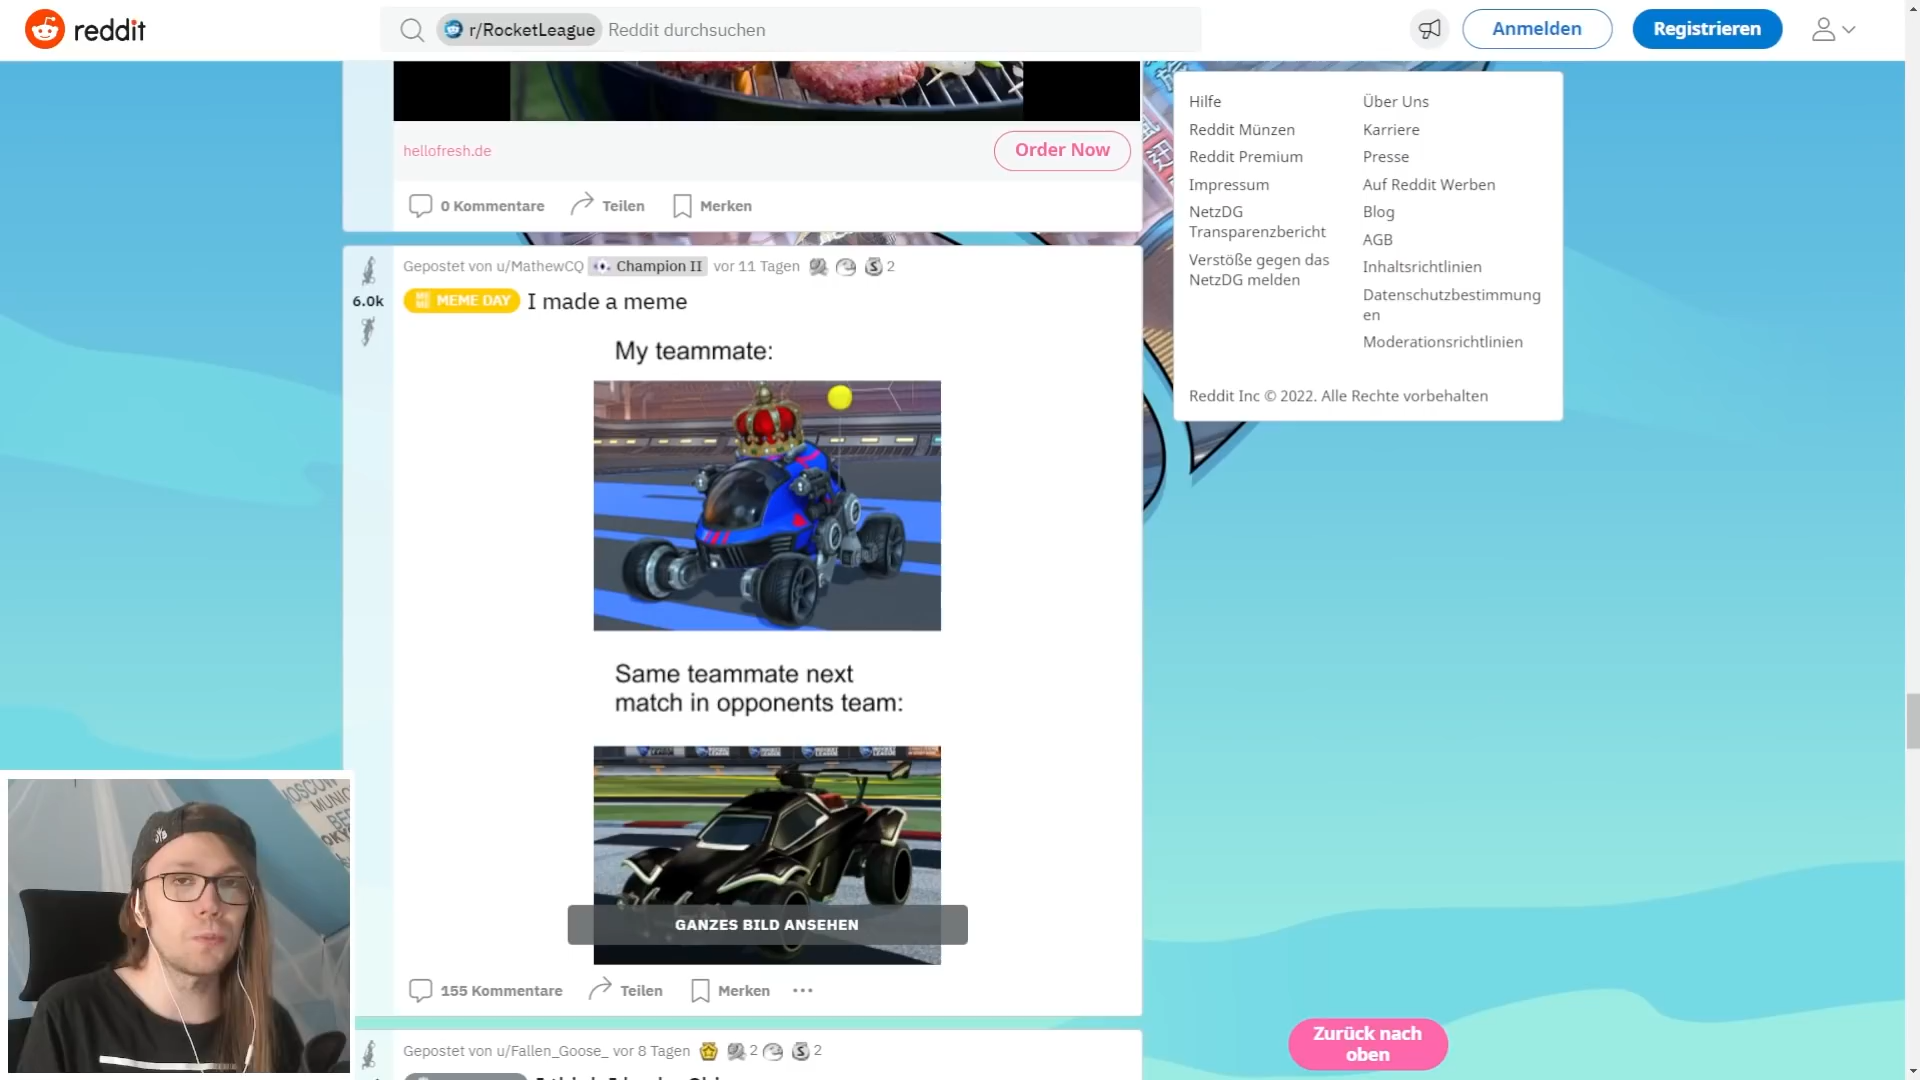 reddit
r/RocketLeague
Reddit durchsuchen
Anmelden
Registrieren
hellofresh.de
Order Now
0 Kommentare
Teilen
Merken
Gepostet von u/MathewCQ
Champion II
vor 11 Tagen
2
6.0k
MEME DAY
I made a meme
My teammate:
Same teammate next
match in opponents team:
GANZES BILD ANSEHEN
155 Kommentare
Teilen
Merken
Gepostet von u/Fallen_Goose_ vor 8 Tagen
2
2
Hilfe
Reddit Münzen
Reddit Premium
Impressum
NetzDG
Transparenzbericht
Verstöße gegen das
NetzDG melden
Über Uns
Karriere
Presse
Auf Reddit Werben
Blog
AGB
Inhaltsrichtlinien
Datenschutzbestimmung
en
Moderationsrichtlinien
Reddit Inc © 2022. Alle Rechte vorbehalten
Zurück nach
oben
MOSCOW
MUNIC